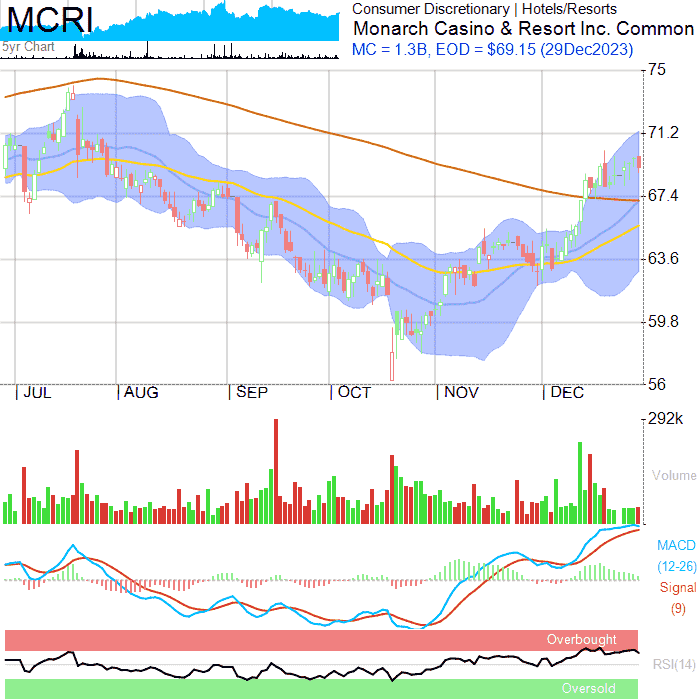 MCRI
Consumer Discretionary | Hotels/Resorts
Monarch Casino & Resort Inc. Common
MC = 1.3B, EOD = $69.15 (29Dec2023)
5yr Chart
75
71.2
67.4
63.6
59.8
56
JUL AUG SEP OCT NOV DEC
292k
Volume
MACD
(12-26)
Signal
(9)
Overbought
RSI(14)
Oversold